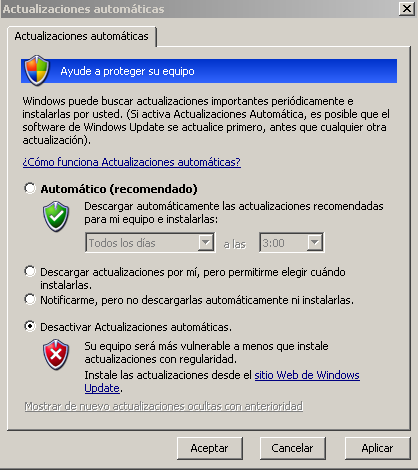 Actualizaciones automáticas
Actualizaciones automáticas
Ayude a proteger su equipo
Windows puede buscar actualizaciones importantes periódicamente e
instalarlas por usted. (Si activa Actualizaciones Automática, es posible que el
software de Windows Update se actualice primero, antes que cualquier otra
actualización).
¿Cómo funciona Actualizaciones automáticas?
Automático (recomendado)
Descargar automáticamente las actualizaciones recomendadas
para mi equipo e instalarlas:
Todos los días a las 3:00
Descargar actualizaciones por mí, pero permitirme elegir cuándo
instalarlas.
Notificarme, pero no descargarlas automáticamente ni instalarlas.
Desactivar Actualizaciones automáticas.
Su equipo será más vulnerable a menos que instale
actualizaciones con regularidad.
Instale las actualizaciones desde el sitio Web de Windows
Update.
Mostrar de nuevo actualizaciones ocultas con anterioridad
Aceptar Cancelar Aplicar